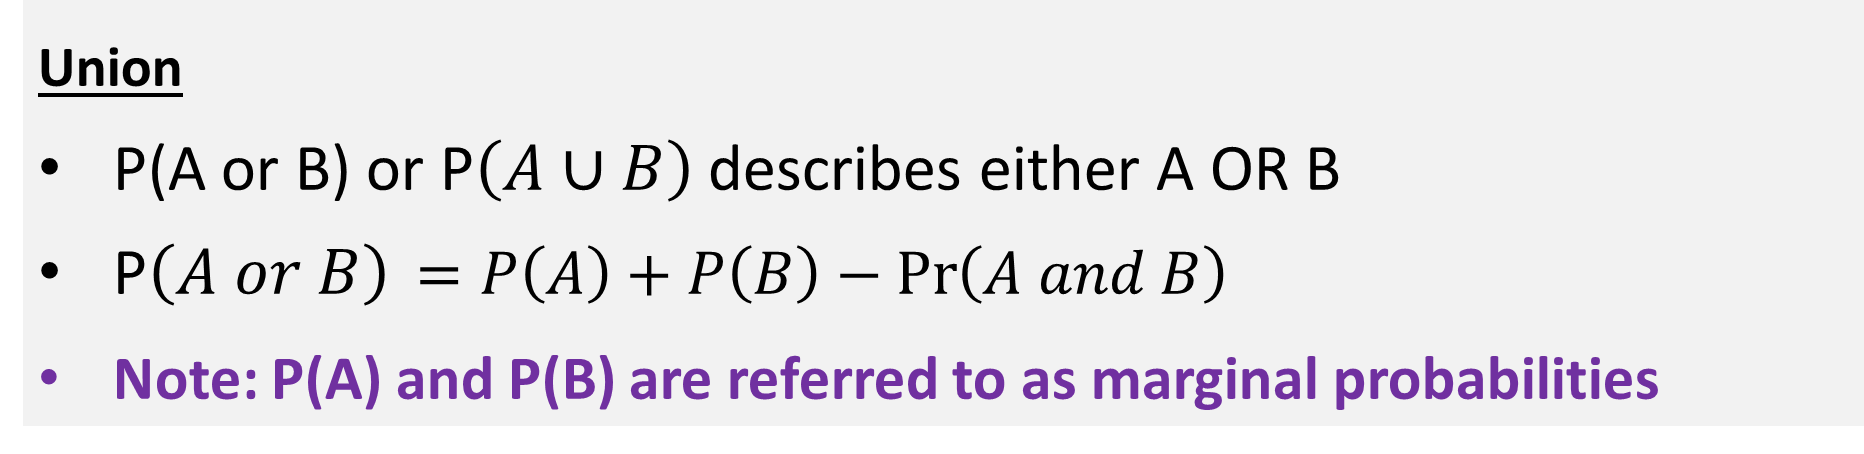 Union
• P(A or B) or P(𝐴 ∪ 𝐵) describes either A OR B
• P(𝐴 𝑜𝑟 𝐵) = 𝑃(𝐴) + 𝑃(𝐵) − Pr(𝐴 𝑎𝑛𝑑 𝐵)
• Note: P(A) and P(B) are referred to as marginal probabilities